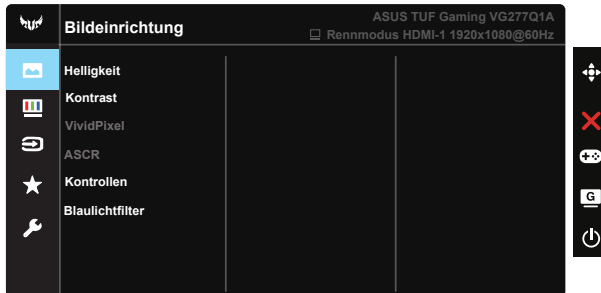 Bildeinrichtung
ASUS TUF Gaming VG277Q1A
Rennmodus HDMI-1 1920x1080@60Hz
Helligkeit
Kontrast
VividPixel
ASCR
Kontrollen
Blaulichtfilter
G